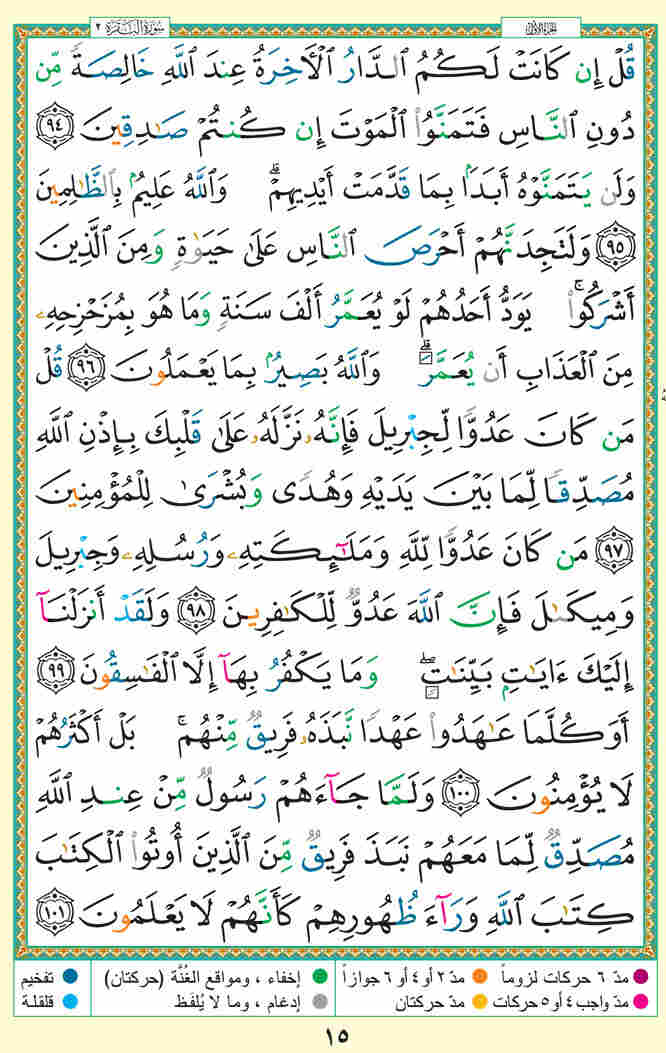 سُورَةُ الْبَقَرَةِ ٢ الجزء الأول
قُلْ إِن كَانَتْ لَكُمُ ٱلدَّارُ ٱلْأَخِرَةُ عِندَ ٱللَّهِ خَالِصَةً مِّن
دُونِ ٱلنَّاسِ فَتَمَنَّوُا۟ ٱلْمَوْتَ إِن كُنتُمْ صَـٰدِقِينَ ٩٤
وَلَن يَتَمَنَّوْهُ أَبَدًۢا بِمَا قَدَّمَتْ أَيْدِيهِمْ ۗ وَٱللَّهُ عَلِيمٌۢ بِٱلظَّـٰلِمِينَ
٩٥ وَلَتَجِدَنَّهُمْ أَحْرَصَ ٱلنَّاسِ عَلَىٰ حَيَوٰةٍ وَمِنَ ٱلَّذِينَ
أَشْرَكُوا۟ ۚ يَوَدُّ أَحَدُهُمْ لَوْ يُعَمَّرُ أَلْفَ سَنَةٍ وَمَا هُوَ بِمُزَحْزِحِهِۦ
مِنَ ٱلْعَذَابِ أَن يُعَمَّرَ ۗ وَٱللَّهُ بَصِيرٌۢ بِمَا يَعْمَلُونَ ٩٦ قُلْ
مَن كَانَ عَدُوًّا لِّجِبْرِيلَ فَإِنَّهُۥ نَزَّلَهُۥ عَلَىٰ قَلْبِكَ بِإِذْنِ ٱللَّهِ
مُصَدِّقًا لِّمَا بَيْنَ يَدَيْهِ وَهُدًى وَبُشْرَىٰ لِلْمُؤْمِنِينَ
٩٧ مَن كَانَ عَدُوًّا لِّلَّهِ وَمَلَـٰٓئِكَتِهِۦ وَرُسُلِهِۦ وَجِبْرِيلَ
وَمِيكَىٰلَ فَإِنَّ ٱللَّهَ عَدُوٌّ لِّلْكَـٰفِرِينَ ٩٨ وَلَقَدْ أَنزَلْنَآ
إِلَيْكَ ءَايَـٰتٍۭ بَيِّنَـٰتٍ ۖ وَمَا يَكْفُرُ بِهَآ إِلَّا ٱلْفَـٰسِقُونَ ٩٩
أَوَكُلَّمَا عَـٰهَدُوا۟ عَهْدًا نَّبَذَهُۥ فَرِيقٌ مِّنْهُم ۚ بَلْ أَكْثَرُهُمْ
لَا يُؤْمِنُونَ ١٠٠ وَلَمَّا جَآءَهُمْ رَسُولٌ مِّنْ عِندِ ٱللَّهِ
مُصَدِّقٌ لِّمَا مَعَهُمْ نَبَذَ فَرِيقٌ مِّنَ ٱلَّذِينَ أُوتُوا۟ ٱلْكِتَـٰبَ
كِتَـٰبَ ٱللَّهِ وَرَآءَ ظُهُورِهِمْ كَأَنَّهُمْ لَا يَعْلَمُونَ ١٠١
مدّ ٦ حركات لزوماً مدّ ٢ أو ٤ أو ٦ جوازاً إخفاء ، ومواقع الغُنَّة (حركتان) تفخيم
مدّ واجب ٤ أو ٥ حركات مدّ حركتان إدغام ، وما لا يُلفَظ قلقلة
١٥